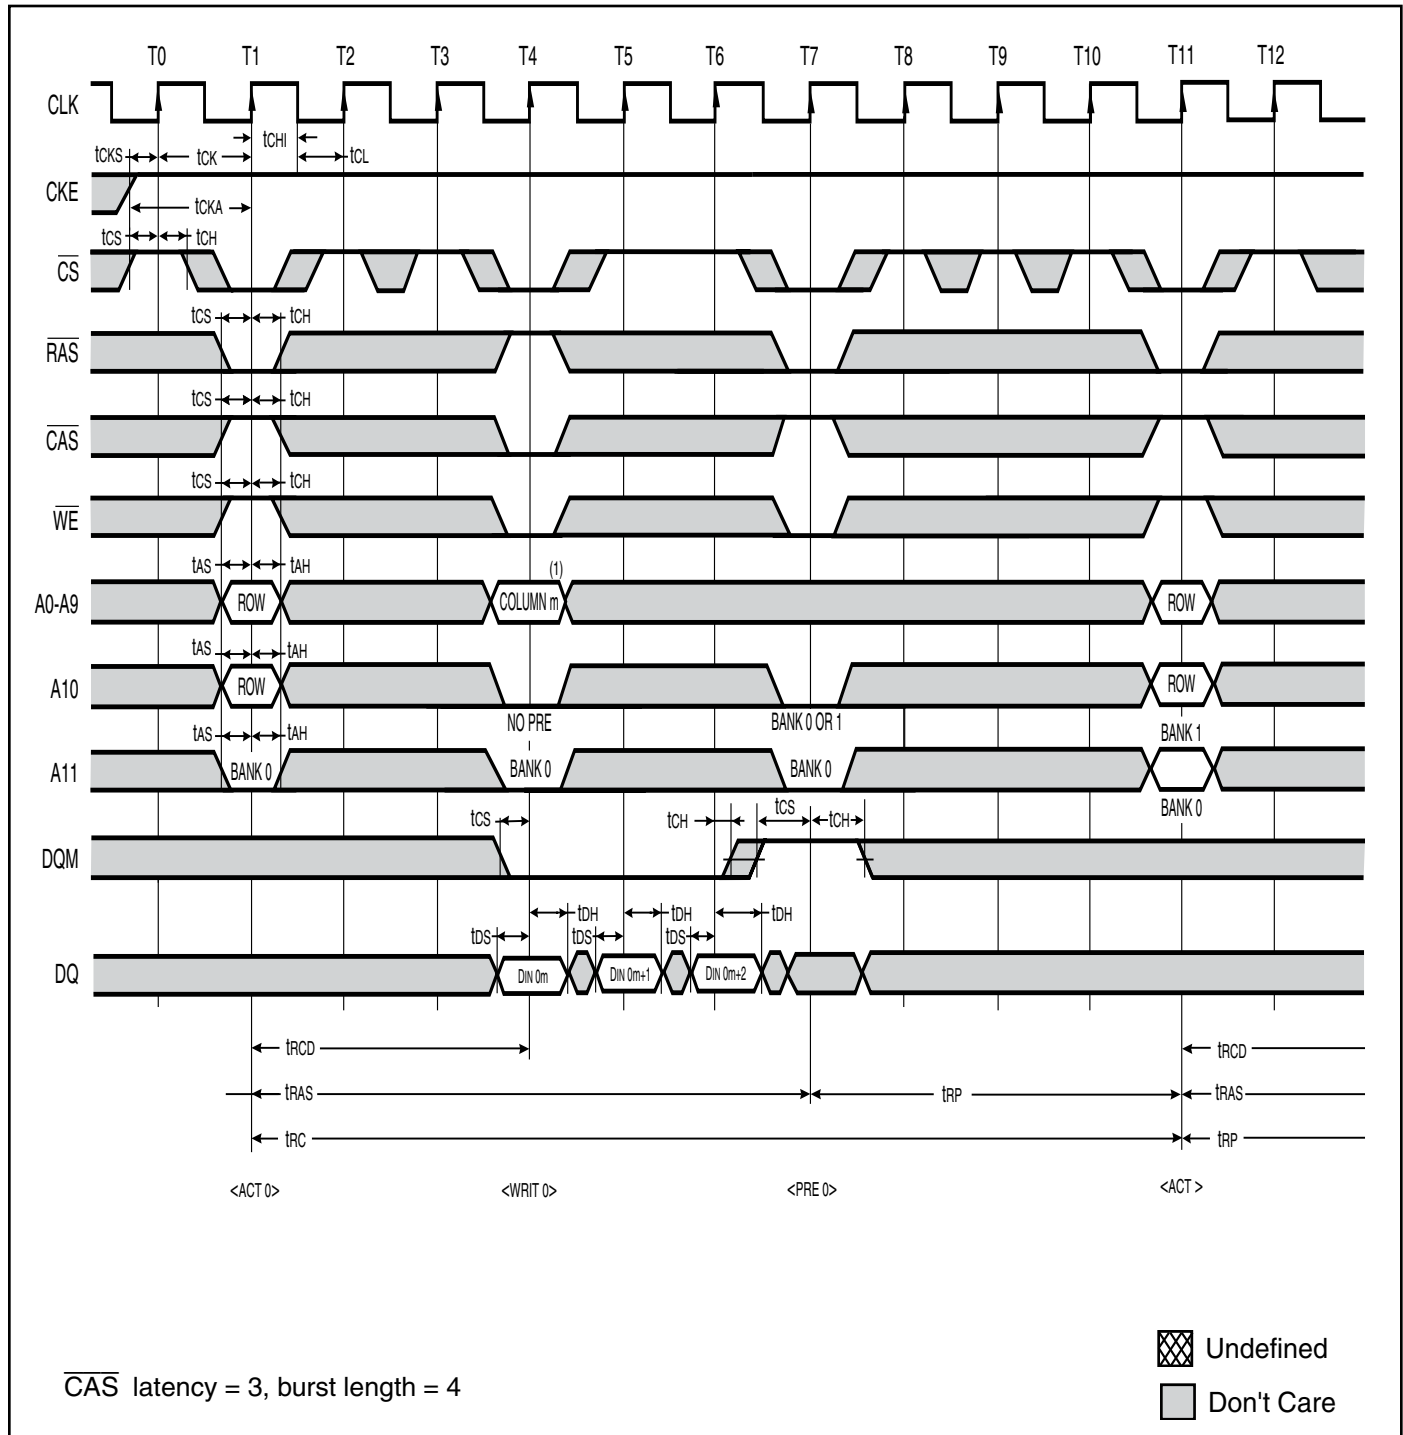 T0 T1 T2 T3 T4 T5 T6 T7 T8 T9 T10 T11 T12
CLK
tCHI
tCKS tCK tCL
CKE
tCKA
tCS tCH
CS
tCS tCH
RAS
tCS tCH
CAS
tCS tCH
WE
tAS tAH (1)
A0-A9 ROW COLUMN m ROW
tAS tAH
A10 ROW ROW
NO PRE BANK 0 OR 1
tAS tAH BANK 1
A11 BANK 0 BANK 0 BANK 0
BANK 0
tCS tCH tCS tCH
DQM
tDH tDH tDH
tDS tDS tDS
DQ DIN 0m DIN 0m+1 DIN 0m+2
tRCD tRCD
tRAS tRP tRAS
tRC tRP
<ACT 0> <WRIT 0> <PRE 0> <ACT >
Undefined
CAS latency = 3, burst length = 4
Don't Care